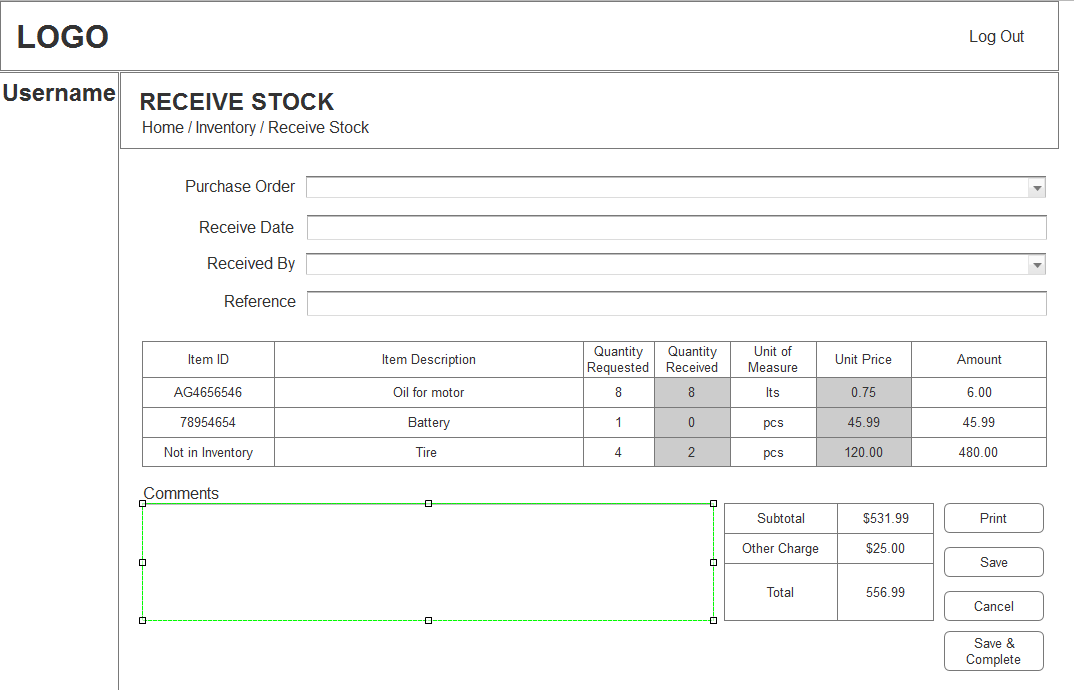 LOGO
Log Out
Username
RECEIVE STOCK
Home / Inventory / Receive Stock
Purchase Order
Receive Date
Received By
Reference
Item ID Item Description Quantity Requested Quantity Received Unit of Measure Unit Price Amount
AG4656546 Oil for motor 8 8 lts 0.75 6.00
78954654 Battery 1 0 pcs 45.99 45.99
Not in Inventory Tire 4 2 pcs 120.00 480.00
Comments
Subtotal $531.99
Other Charge $25.00
Total 556.99
Print
Save
Cancel
Save &
Complete